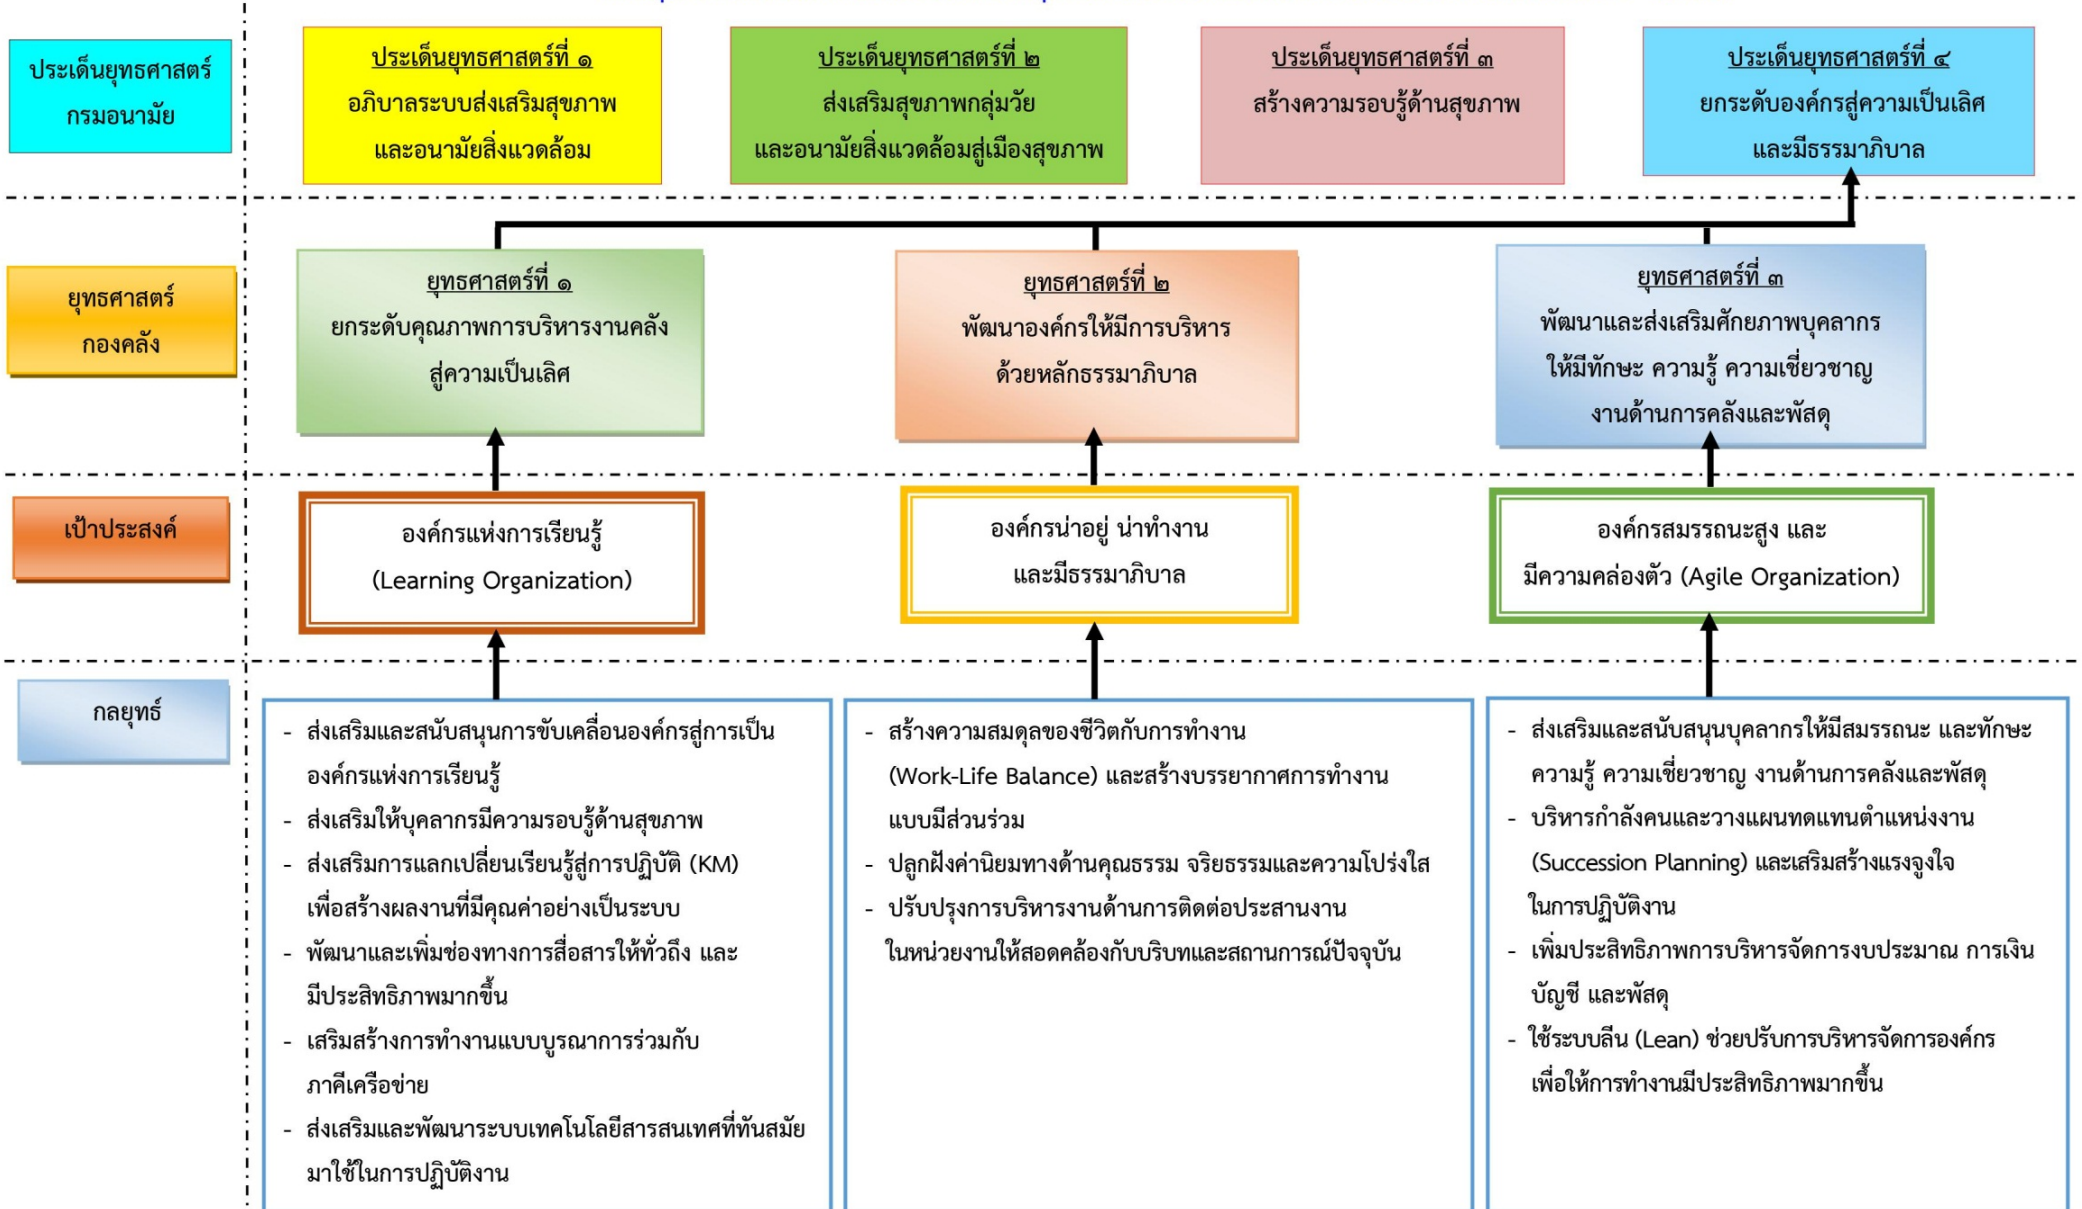 ประเด็นยุทธศาสตร์
กรมอนามัย
ประเด็นยุทธศาสตร์ที่ ๑
อภิบาลระบบส่งเสริมสุขภาพ
และอนามัยสิ่งแวดล้อม
ประเด็นยุทธศาสตร์ที่ ๒
ส่งเสริมสุขภาพกลุ่มวัย
และอนามัยสิ่งแวดล้อมสู่เมืองสุขภาพ
ประเด็นยุทธศาสตร์ที่ ๓
สร้างความรอบรู้ด้านสุขภาพ
ประเด็นยุทธศาสตร์ที่ ๔
ยกระดับองค์กรสู่ความเป็นเลิศ
และมีธรรมาภิบาล
ยุทธศาสตร์
กองคลัง
ยุทธศาสตร์ที่ ๑
ยกระดับคุณภาพการบริหารงานคลัง
สู่ความเป็นเลิศ
ยุทธศาสตร์ที่ ๒
พัฒนาองค์กรให้มีการบริหาร
ด้วยหลักธรรมาภิบาล
ยุทธศาสตร์ที่ ๓
พัฒนาและส่งเสริมศักยภาพบุคลากร
ให้มีทักษะ ความรู้ ความเชี่ยวชาญ
งานด้านการคลังและพัสดุ
เป้าประสงค์
องค์กรแห่งการเรียนรู้
(Learning Organization)
องค์กรน่าอยู่ น่าทำงาน
และมีธรรมาภิบาล
องค์กรสมรรถนะสูง และ
มีความคล่องตัว (Agile Organization)
กลยุทธ์
- ส่งเสริมและสนับสนุนการขับเคลื่อนองค์กรสู่การเป็น
องค์กรแห่งการเรียนรู้
- ส่งเสริมให้บุคลากรมีความรอบรู้ด้านสุขภาพ
- ส่งเสริมการแลกเปลี่ยนเรียนรู้สู่การปฏิบัติ (KM)
เพื่อสร้างผลงานที่มีคุณค่าอย่างเป็นระบบ
- พัฒนาและเพิ่มช่องทางการสื่อสารให้ทั่วถึง และ
มีประสิทธิภาพมากขึ้น
- เสริมสร้างการทำงานแบบบูรณาการร่วมกับ
ภาคีเครือข่าย
- ส่งเสริมและพัฒนาระบบเทคโนโลยีสารสนเทศที่ทันสมัย
มาใช้ในการปฏิบัติงาน
- สร้างความสมดุลของชีวิตกับการทำงาน
(Work-Life Balance) และสร้างบรรยากาศการทำงาน
แบบมีส่วนร่วม
- ปลูกฝังค่านิยมทางด้านคุณธรรม จริยธรรมและความโปร่งใส
- ปรับปรุงการบริหารงานด้านการติดต่อประสานงาน
ในหน่วยงานให้สอดคล้องกับบริบทและสถานการณ์ปัจจุบัน
- ส่งเสริมและสนับสนุนบุคลากรให้มีสมรรถนะ และทักษะ
ความรู้ ความเชี่ยวชาญ งานด้านการคลังและพัสดุ
- บริหารกำลังคนและวางแผนทดแทนตำแหน่งงาน
(Succession Planning) และเสริมสร้างแรงจูงใจ
ในการปฏิบัติงาน
- เพิ่มประสิทธิภาพการบริหารจัดการงบประมาณ การเงิน
บัญชี และพัสดุ
- ใช้ระบบลีน (Lean) ช่วยปรับการบริหารจัดการองค์กร
เพื่อให้การทำงานมีประสิทธิภาพมากขึ้น